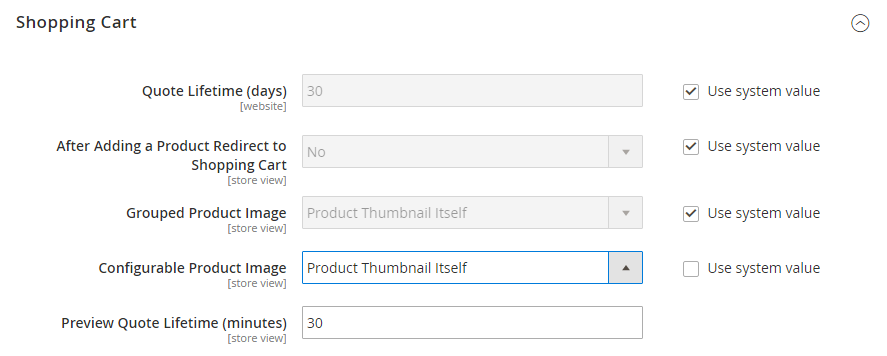 Shopping Cart
Quote Lifetime (days) 30 Use system value
[website]
After Adding a Product Redirect to No Use system value
Shopping Cart
[store view]
Grouped Product Image Product Thumbnail Itself Use system value
[store view]
Configurable Product Image Product Thumbnail Itself Use system value
[store view]
Preview Quote Lifetime (minutes) 30
[store view]